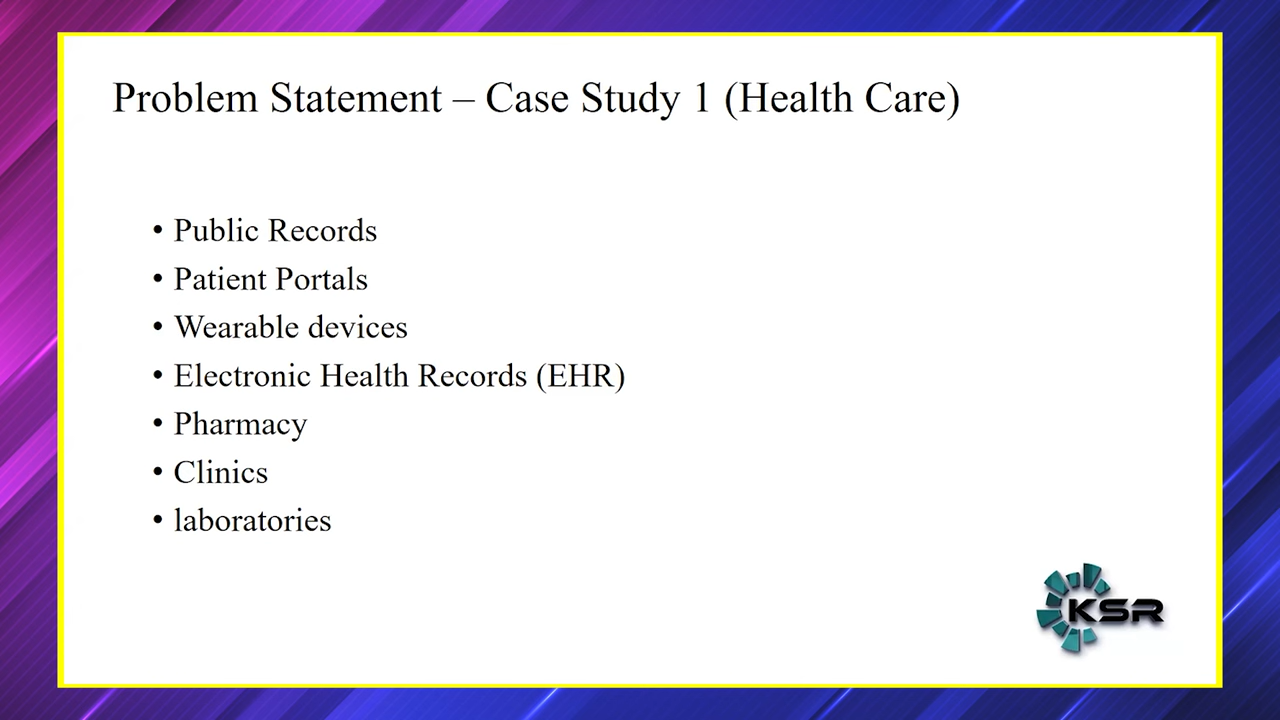 Problem Statement – Case Study 1 (Health Care)
• Public Records
• Patient Portals
• Wearable devices
• Electronic Health Records (EHR)
• Pharmacy
• Clinics
• laboratories
KSR